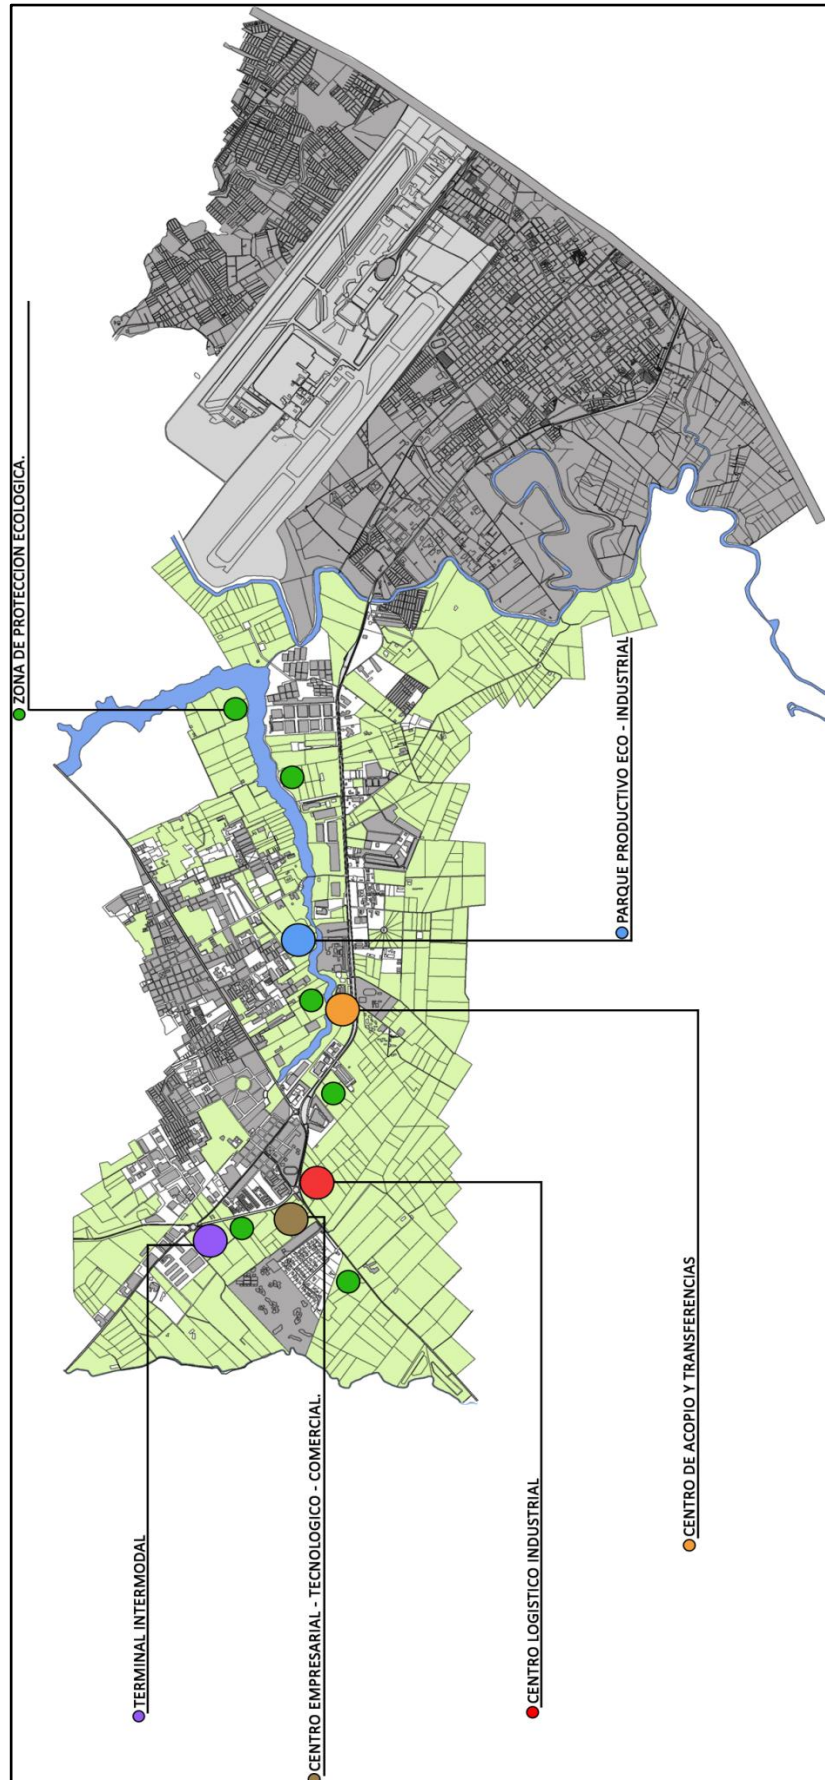 ZONA DE PROTECCION ECOLOGICA.
TERMINAL INTERMODAL
CENTRO EMPRESARIAL - TECNOLOGICO - COMERCIAL.
CENTRO LOGISTICO INDUSTRIAL
PARQUE PRODUCTIVO ECO - INDUSTRIAL
CENTRO DE ACOPIO Y TRANSFERENCIAS